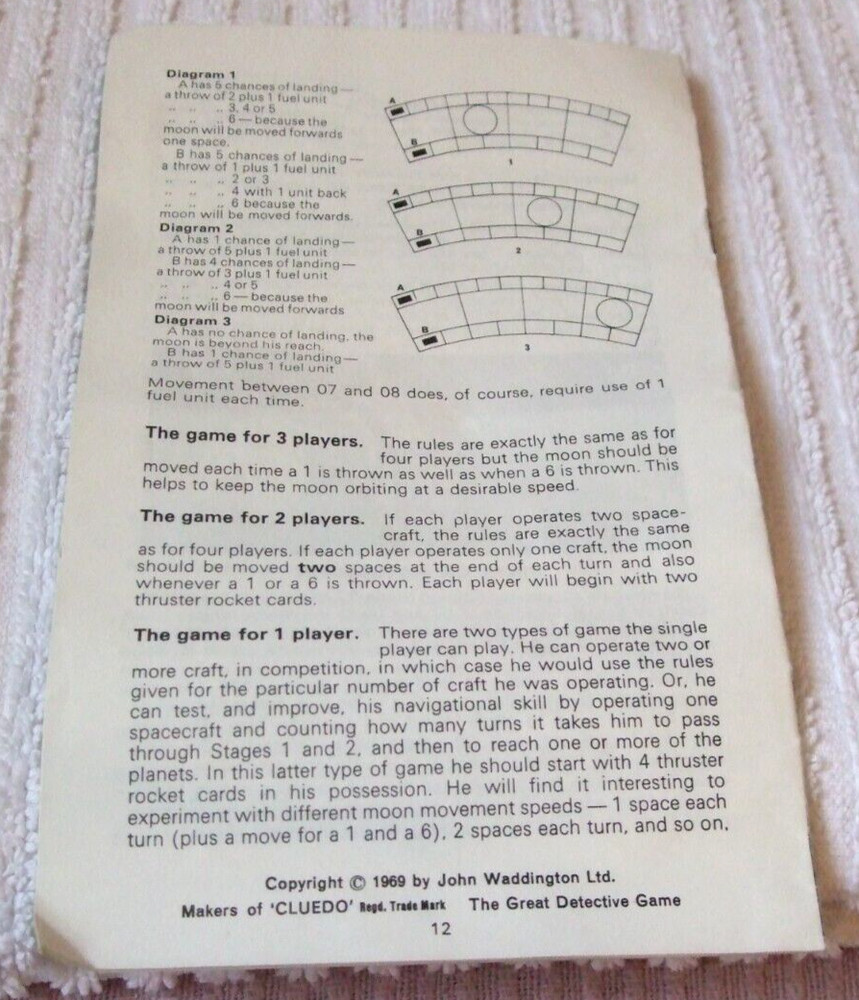 Diagram 1
A has 5 chances of landing—
a throw of 2 plus 1 fuel unit
,, ,, ,, 3, 4 or 5
,, ,, ,, 6— because the
moon will be moved forwards
one space.
B has 5 chances of landing—
a throw of 1 plus 1 fuel unit
,, ,, ,, 2 or 3
,, ,, ,, 4 with 1 unit back
,, ,, ,, 6 because the
moon will be moved forwards.
Diagram 2
A has 1 chance of landing—
a throw of 5 plus 1 fuel unit
B has 4 chances of landing—
a throw of 3 plus 1 fuel unit
,, ,, ,, 4 or 5
,, ,, ,, 6—because the
moon will be moved forwards
Diagram 3
A has no chance of landing, the
moon is beyond his reach.
B has 1 chance of landing—
a throw of 5 plus 1 fuel unit
A
B
1
A
B
2
A
B
3
Movement between 07 and 08 does, of course, require use of 1
fuel unit each time.
The game for 3 players. The rules are exactly the same as for
four players but the moon should be
moved each time a 1 is thrown as well as when a 6 is thrown. This
helps to keep the moon orbiting at a desirable speed.
The game for 2 players. If each player operates two space-
craft, the rules are exactly the same
as for four players. If each player operates only one craft, the moon
should be moved two spaces at the end of each turn and also
whenever a 1 or a 6 is thrown. Each player will begin with two
thruster rocket cards.
The game for 1 player. There are two types of game the single
player can play. He can operate two or
more craft, in competition, in which case he would use the rules
given for the particular number of craft he was operating. Or, he
can test, and improve, his navigational skill by operating one
spacecraft and counting how many turns it takes him to pass
through Stages 1 and 2, and then to reach one or more of the
planets. In this latter type of game he should start with 4 thruster
rocket cards in his possession. He will find it interesting to
experiment with different moon movement speeds — 1 space each
turn (plus a move for a 1 and a 6), 2 spaces each turn, and so on.
Copyright © 1969 by John Waddington Ltd.
Makers of 'CLUEDO' Regd. Trade Mark The Great Detective Game
12